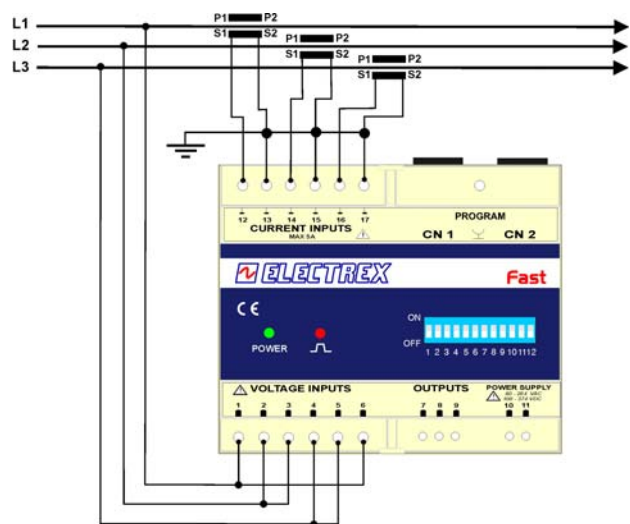 L1 P1 P2
L2 S1 S2 P1 P2
L3 S1 S2 P1 P2
S1 S2
12 13 14 15 16 17
CURRENT INPUTS
MAX 5A
PROGRAM
CN 1 CN 2
ELECTREX
Fast
CE
ON
OFF
1 2 3 4 5 6 7 8 9 10 11 12
POWER
VOLTAGE INPUTS
1 2 3 4 5 6
OUTPUTS
7 8 9
POWER SUPPLY
10 11